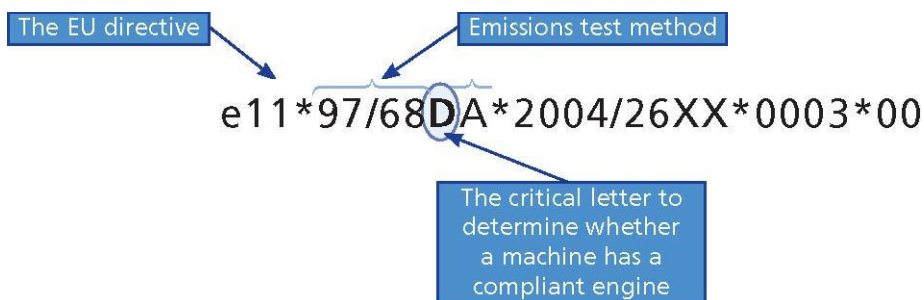 The EU directive
Emissions test method
e11*97/68DA*2004/26XX*0003*00
The critical letter to
determine whether
a machine has a
compliant engine